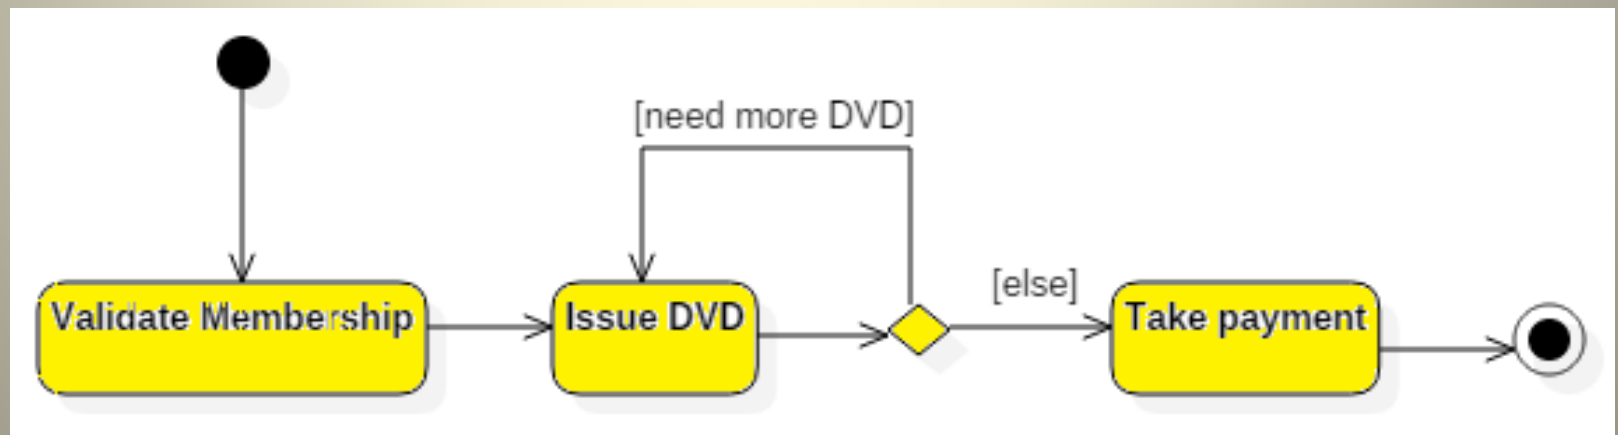 [need more DVD]
[else]
Validate Membership
Issue DVD
Take payment